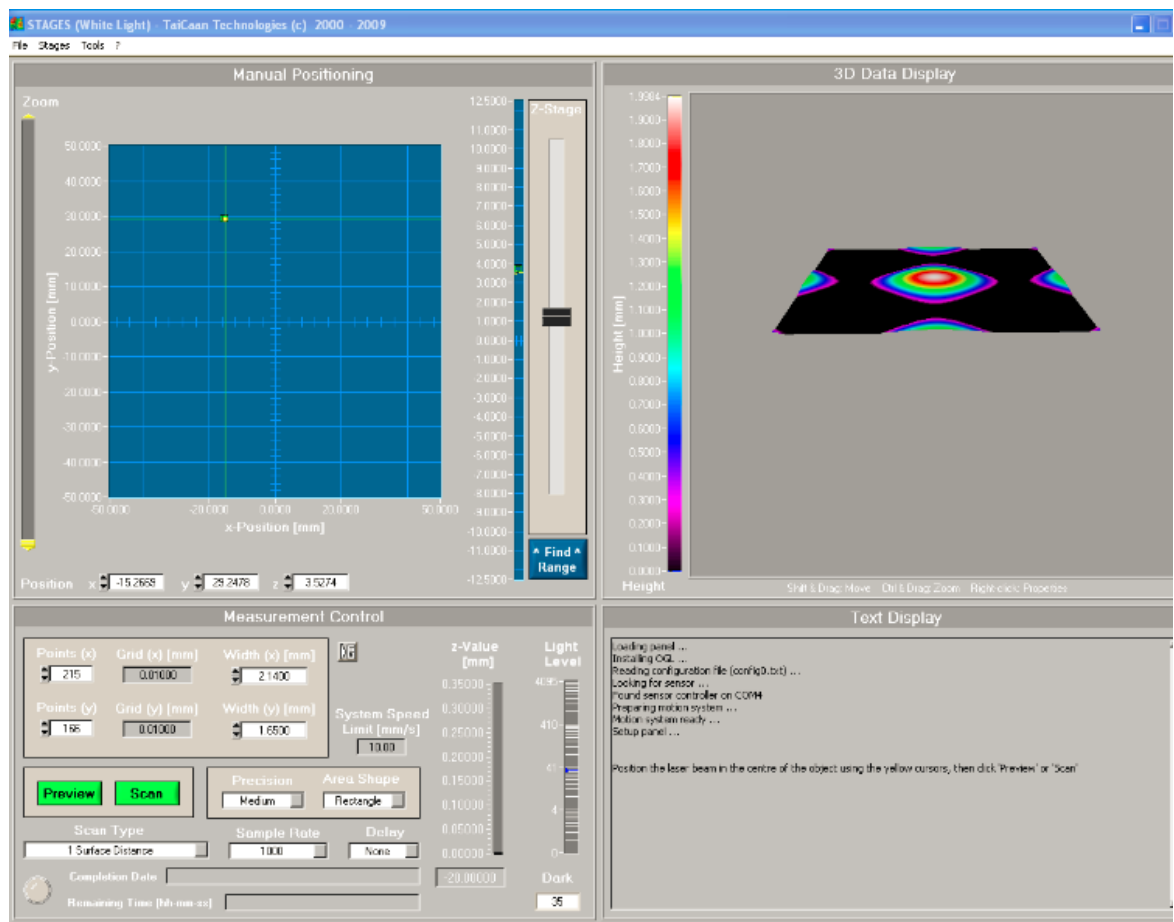 STAGES (White Light) - TaiCaan Technologies (c) 2000 - 2009
File Stages Tools ?
Manual Positioning
Zoom
50.0000
40.0000
30.0000
20.0000
10.0000
0.0000
-10.0000
-20.0000
-30.0000
-40.0000
-50.0000
y-Position [mm]
-50.0000 -20.0000 0.0000 20.0000 50.0000
x-Position [mm]
12.5000
11.0000
10.0000
9.0000
8.0000
7.0000
6.0000
5.0000
4.0000
3.0000
2.0000
1.0000
0.0000
-1.0000
-2.0000
-3.0000
-4.0000
-5.0000
-6.0000
-7.0000
-8.0000
-9.0000
-10.0000
-11.0000
-12.5000
Z-Stage
^ Find ^
Range
Position x -15.2669 y 29.2478 z 3.5274
3D Data Display
1.9984
1.9000
1.8000
1.7000
1.6000
1.5000
1.4000
1.3000
1.2000
1.1000
1.0000
0.9000
0.8000
0.7000
0.6000
0.5000
0.4000
0.3000
0.2000
0.1000
0.0000
Height [mm]
Height
Shift & Drag: Move Ctrl & Drag: Zoom Right-click: Properties
Measurement Control
Points (x) Grid (x) [mm] Width (x) [mm]
215 0.01000 2.1400
Points (y) Grid (y) [mm] Width (y) [mm]
166 0.01000 1.6500
System Speed
Limit [mm/s]
10.00
Preview Scan
Precision Area Shape
Medium Rectangle
Scan Type Sample Rate Delay
1 Surface Distance 1000 None
Completion Date
Remaining Time [hh-mm-ss]
z-Value
[mm]
0.35000
0.30000
0.25000
0.20000
0.15000
0.10000
0.05000
0.00000
-20.00000
Light
Level
4095
410
41
4
0
Dark
35
Text Display
Loading panel ...
Installing OGL ...
Reading configuration file (config0.txt) ...
Looking for sensor ...
Found sensor controller on COM4
Preparing motion system ...
Motion system ready ...
Setup panel ...
Position the laser beam in the centre of the object using the yellow cursors, then click 'Preview' or 'Scan'